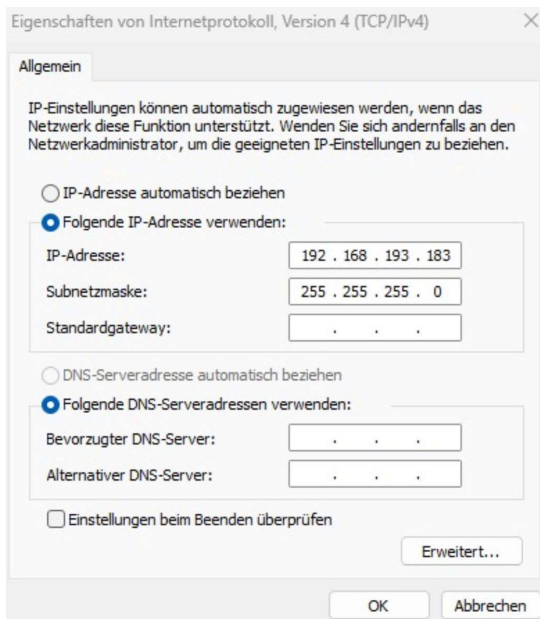 Eigenschaften von Internetprotokoll, Version 4 (TCP/IPv4)
Allgemein
IP-Einstellungen können automatisch zugewiesen werden, wenn das
Netzwerk diese Funktion unterstützt. Wenden Sie sich andernfalls an den
Netzwerkadministrator, um die geeigneten IP-Einstellungen zu beziehen.
IP-Adresse automatisch beziehen
Folgende IP-Adresse verwenden:
IP-Adresse: 192 . 168 . 193 . 183
Subnetzmaske: 255 . 255 . 255 . 0
Standardgateway: . . .
DNS-Serveradresse automatisch beziehen
Folgende DNS-Serveradressen verwenden:
Bevorzugter DNS-Server: . . .
Alternativer DNS-Server: . . .
Einstellungen beim Beenden überprüfen
Erweitert...
OK Abbrechen